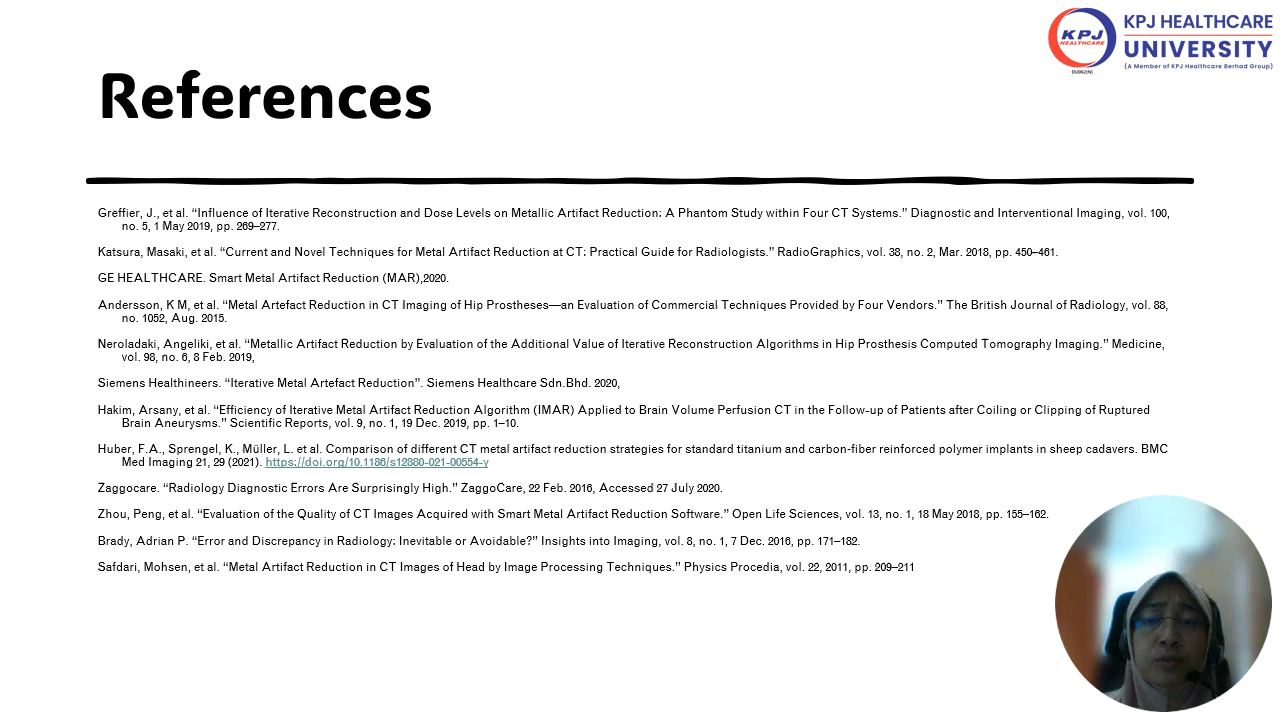 KPJ HEALTHCARE
KPJ
HEALTHCARE
UNIVERSITY
(A Member of KPJ Healthcare Berhad Group)
DU062(N)
References
Greffier, J., et al. “Influence of Iterative Reconstruction and Dose Levels on Metallic Artifact Reduction: A Phantom Study within Four CT Systems.” Diagnostic and Interventional Imaging, vol. 100,
no. 5, 1 May 2019, pp. 269–277.
Katsura, Masaki, et al. “Current and Novel Techniques for Metal Artifact Reduction at CT: Practical Guide for Radiologists.” RadioGraphics, vol. 38, no. 2, Mar. 2018, pp. 450–461.
GE HEALTHCARE. Smart Metal Artifact Reduction (MAR),2020.
Andersson, K M, et al. “Metal Artefact Reduction in CT Imaging of Hip Prostheses—an Evaluation of Commercial Techniques Provided by Four Vendors.” The British Journal of Radiology, vol. 88,
no. 1052, Aug. 2015.
Neroladaki, Angeliki, et al. “Metallic Artifact Reduction by Evaluation of the Additional Value of Iterative Reconstruction Algorithms in Hip Prosthesis Computed Tomography Imaging.” Medicine,
vol. 98, no. 6, 8 Feb. 2019,
Siemens Healthineers. “Iterative Metal Artefact Reduction”. Siemens Healthcare Sdn.Bhd. 2020,
Hakim, Arsany, et al. “Efficiency of Iterative Metal Artifact Reduction Algorithm (IMAR) Applied to Brain Volume Perfusion CT in the Follow-up of Patients after Coiling or Clipping of Ruptured
Brain Aneurysms.” Scientific Reports, vol. 9, no. 1, 19 Dec. 2019, pp. 1–10.
Huber, F.A., Sprengel, K., Müller, L. et al. Comparison of different CT metal artifact reduction strategies for standard titanium and carbon-fiber reinforced polymer implants in sheep cadavers. BMC
Med Imaging 21, 29 (2021). https://doi.org/10.1186/s12880-021-00554-y
Zaggocare. “Radiology Diagnostic Errors Are Surprisingly High.” ZaggoCare, 22 Feb. 2016, Accessed 27 July 2020.
Zhou, Peng, et al. “Evaluation of the Quality of CT Images Acquired with Smart Metal Artifact Reduction Software.” Open Life Sciences, vol. 13, no. 1, 18 May 2018, pp. 155–162.
Brady, Adrian P. “Error and Discrepancy in Radiology: Inevitable or Avoidable?” Insights into Imaging, vol. 8, no. 1, 7 Dec. 2016, pp. 171–182.
Safdari, Mohsen, et al. “Metal Artifact Reduction in CT Images of Head by Image Processing Techniques.” Physics Procedia, vol. 22, 2011, pp. 209–211